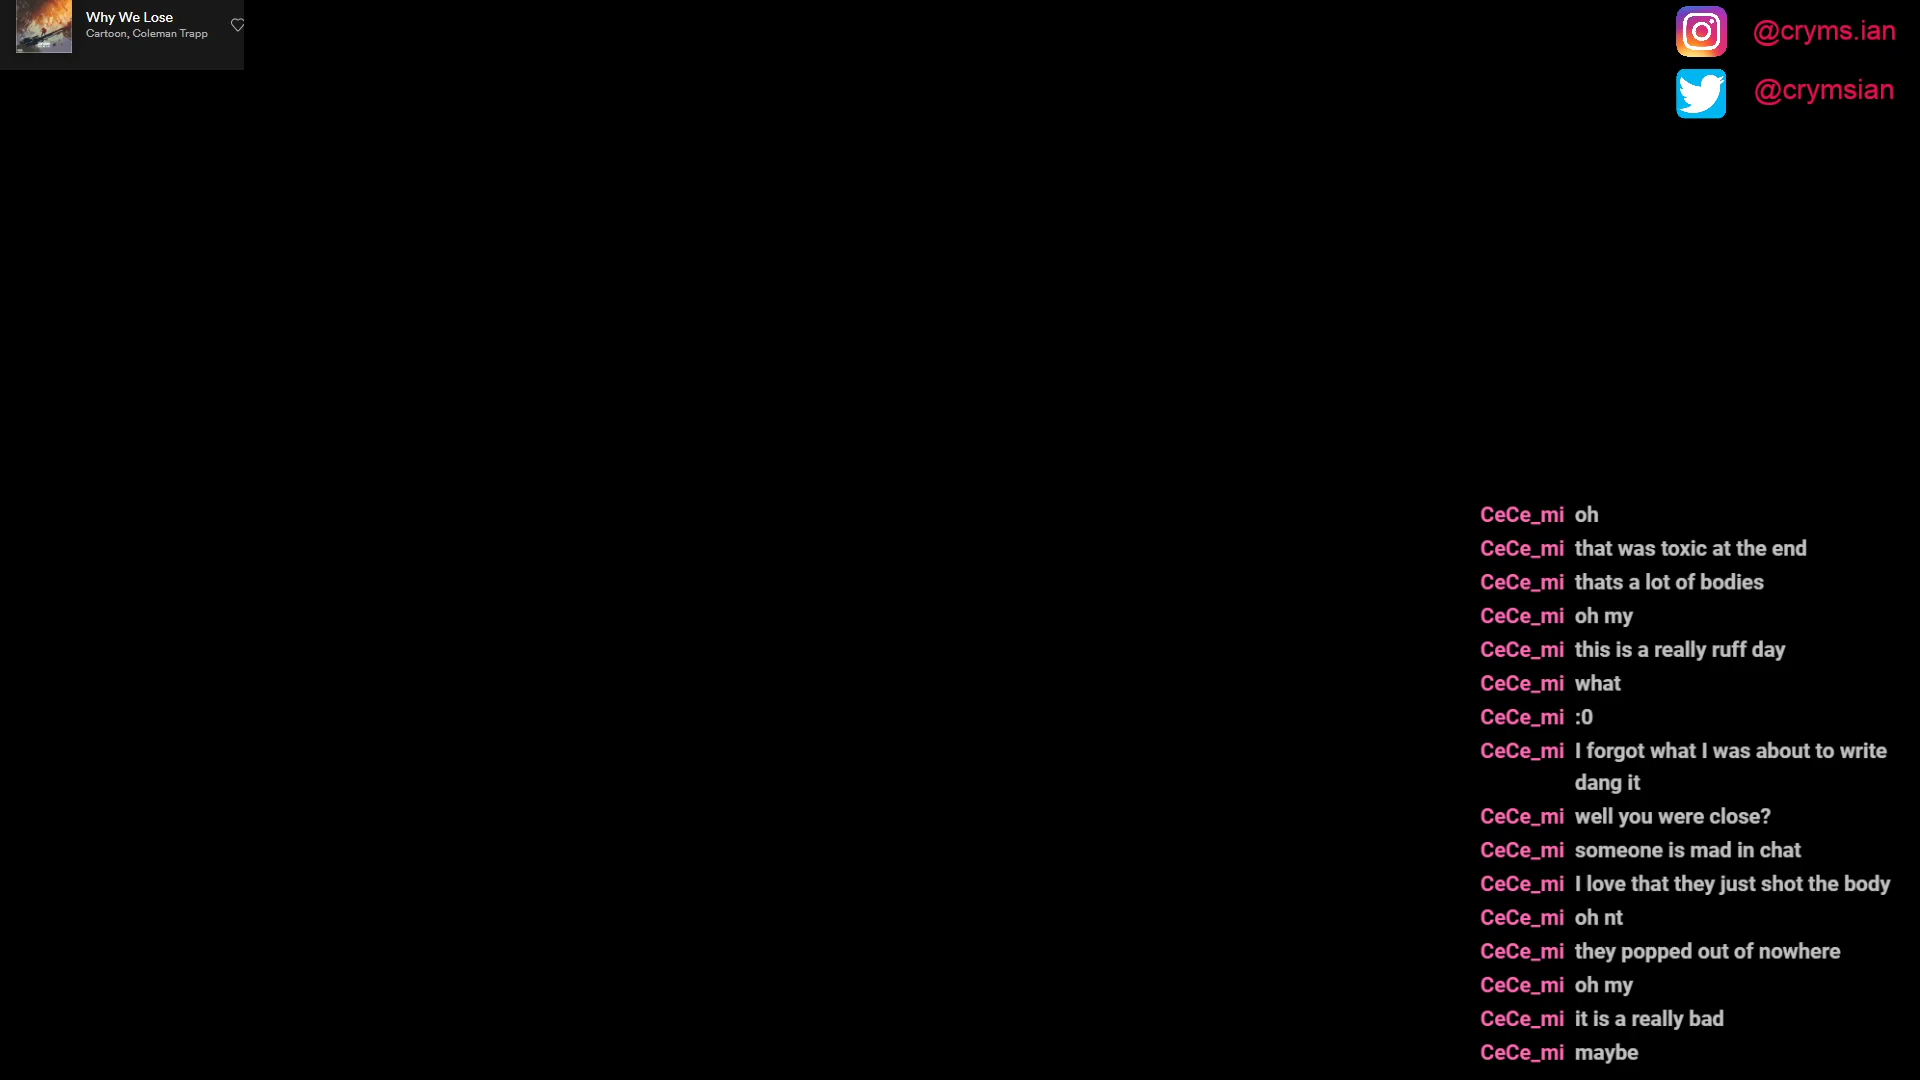 Why We Lose
Cartoon, Coleman Trapp
@cryms.ian
@crymsian
CeCe_mi oh
CeCe_mi that was toxic at the end
CeCe_mi thats a lot of bodies
CeCe_mi oh my
CeCe_mi this is a really ruff day
CeCe_mi what
CeCe_mi :0
CeCe_mi I forgot what I was about to write
dang it
CeCe_mi well you were close?
CeCe_mi someone is mad in chat
CeCe_mi I love that they just shot the body
CeCe_mi oh nt
CeCe_mi they popped out of nowhere
CeCe_mi oh my
CeCe_mi it is a really bad
CeCe_mi maybe